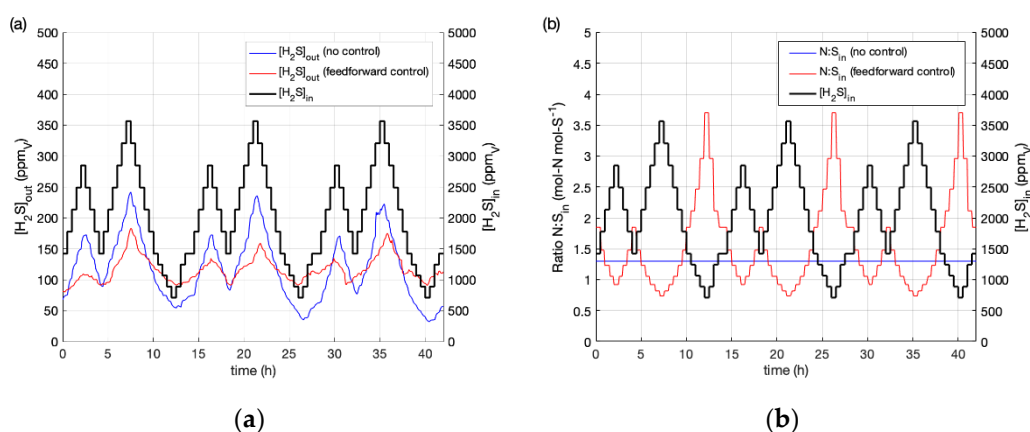 (a)
500
450
400
350
300
250
200
150
100
50
0
[H2S]out (ppmV)
5000
4500
4000
3500
3000
2500
2000
1500
1000
500
0
[H2S]in (ppmV)
[H2S]out (no control)
[H2S]out (feedforward control)
[H2S]in
0 5 10 15 20 25 30 35 40
time (h)
(a)
(b)
5
4.5
4
3.5
3
2.5
2
1.5
1
0.5
0
Ratio N:Sin (mol-N mol-S−1)
5000
4500
4000
3500
3000
2500
2000
1500
1000
500
0
[H2S]in (ppmV)
N:Sin (no control)
N:Sin (feedforward control)
[H2S]in
0 5 10 15 20 25 30 35 40
time (h)
(b)